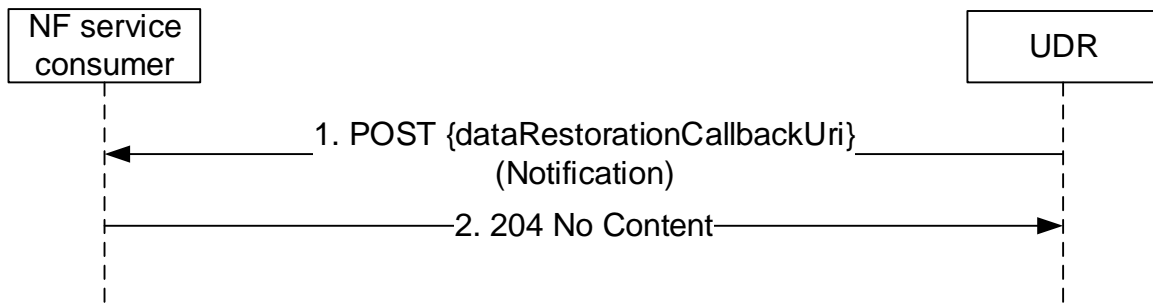 NF service
consumer
UDR
1. POST {dataRestorationCallbackUri}
(Notification)
2. 204 No Content